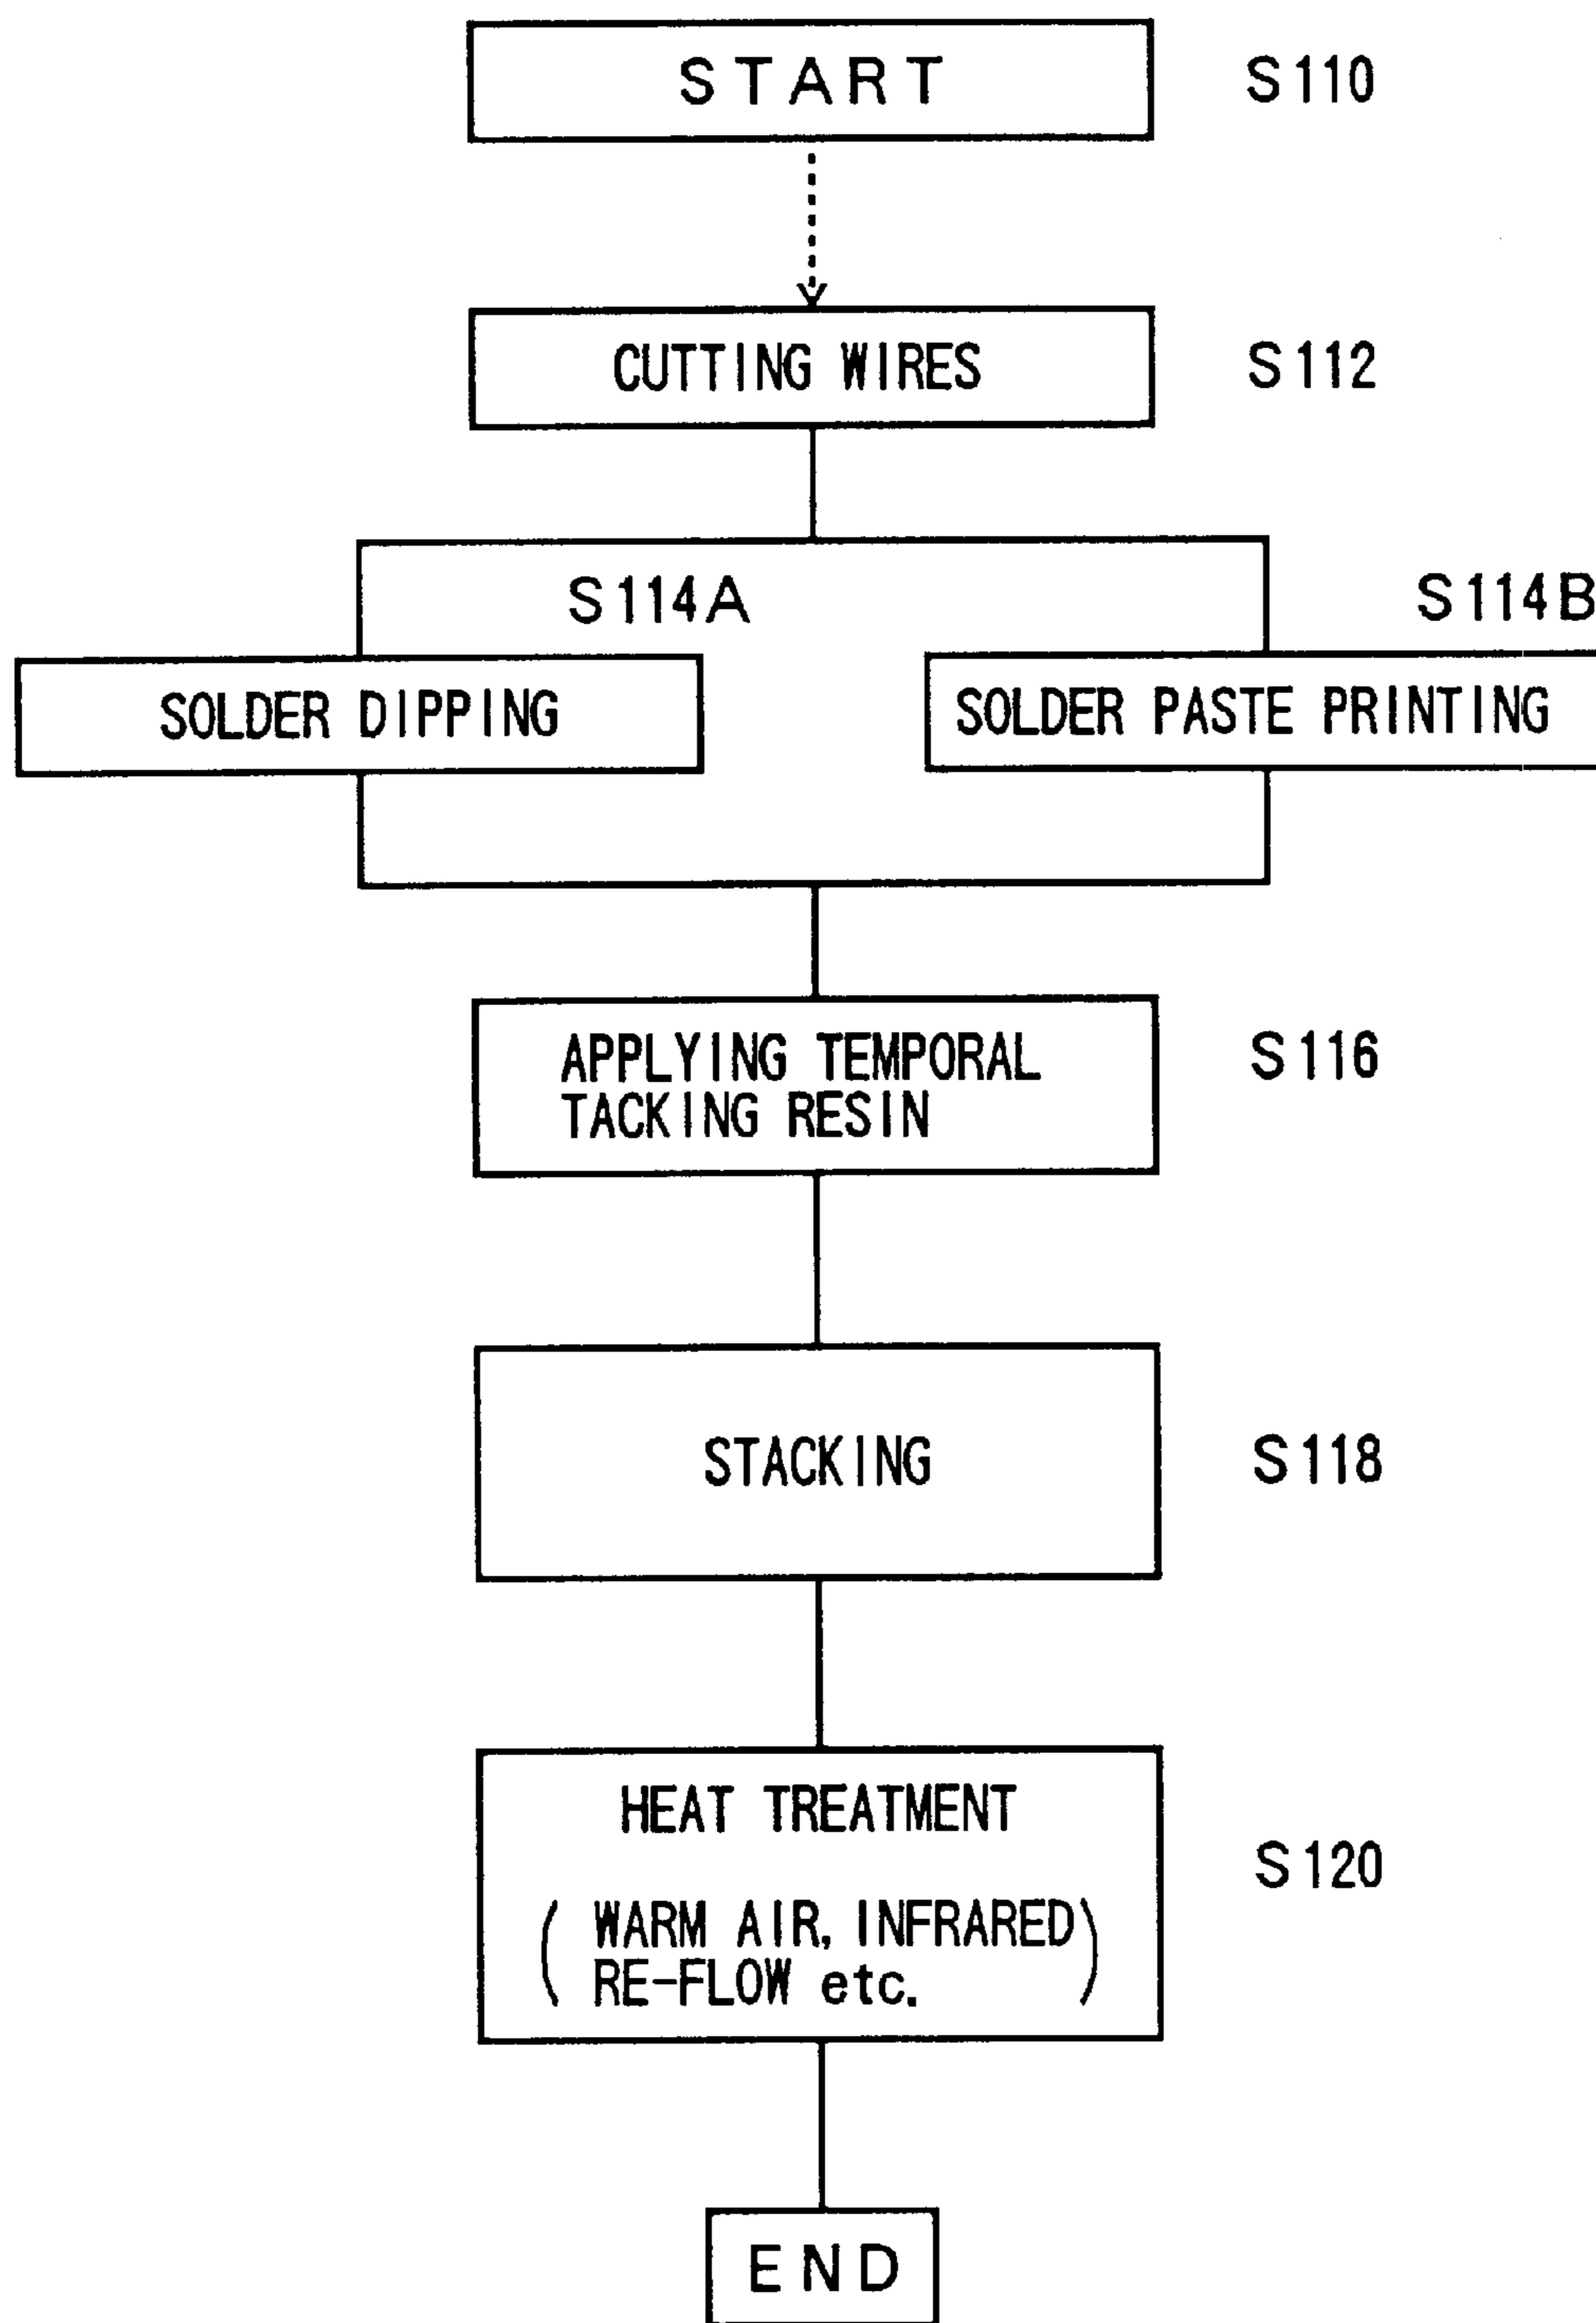 START
S110
CUTTING WIRES
S112
S114A
S114B
SOLDER DIPPING
SOLDER PASTE PRINTING
APPLYING TEMPORAL
TACKING RESIN
S116
STACKING
S118
HEAT TREATMENT
( WARM AIR, INFRARED )
RE-FLOW etc.
S120
END